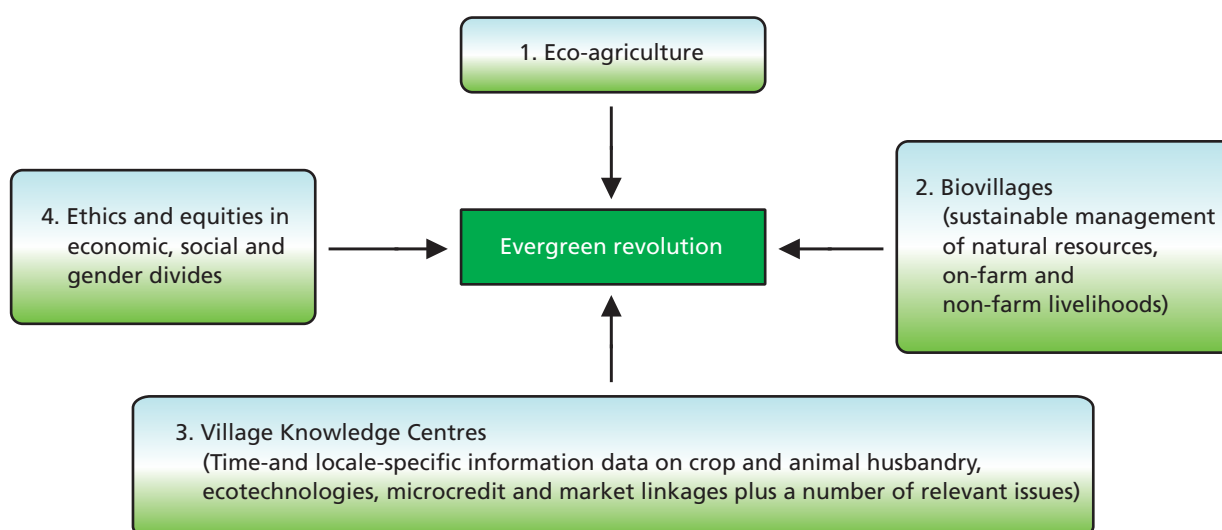 1. Eco-agriculture
2. Biovillages
(sustainable management
of natural resources,
on-farm and
non-farm livelihoods)
4. Ethics and equities in
economic, social and
gender divides
Evergreen revolution
3. Village Knowledge Centres
(Time-and locale-specific information data on crop and animal husbandry,
ecotechnologies, microcredit and market linkages plus a number of relevant issues)